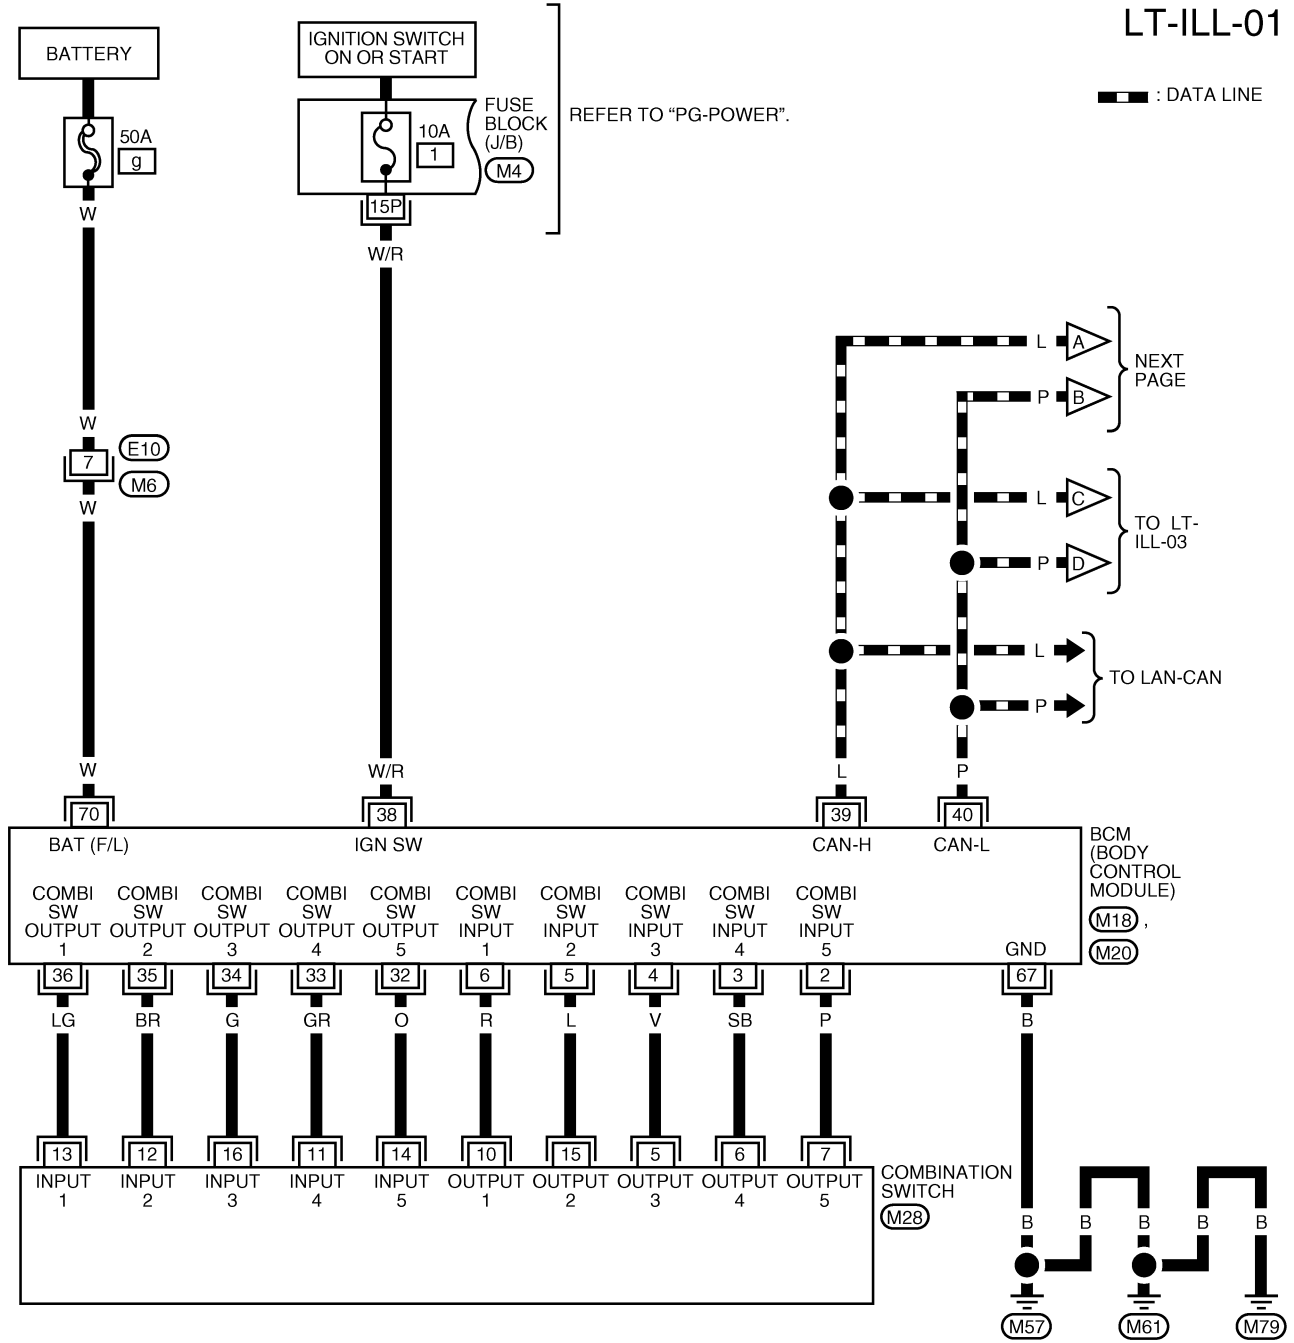 LT-ILL-01
: DATA LINE
BATTERY
50A
g
W
IGNITION SWITCH
ON OR START
10A
1
FUSE
BLOCK
(J/B)
M4
15P
W/R
REFER TO “PG-POWER”.
W
7
E10
M6
W
L
A
P
B
NEXT
PAGE
L
C
P
D
TO LT-
ILL-03
L
P
TO LAN-CAN
W
W/R
L
P
70
38
39
40
BAT (F/L)
IGN SW
CAN-H
CAN-L
BCM
(BODY
CONTROL
MODULE)
M18 ,
M20
COMBI
SW
OUTPUT
1
COMBI
SW
OUTPUT
2
COMBI
SW
OUTPUT
3
COMBI
SW
OUTPUT
4
COMBI
SW
OUTPUT
5
COMBI
SW
INPUT
1
COMBI
SW
INPUT
2
COMBI
SW
INPUT
3
COMBI
SW
INPUT
4
COMBI
SW
INPUT
5
GND
36
35
34
33
32
6
5
4
3
2
67
LG
BR
G
GR
O
R
L
V
SB
P
B
13
12
16
11
14
10
15
5
6
7
INPUT
1
INPUT
2
INPUT
3
INPUT
4
INPUT
5
OUTPUT
1
OUTPUT
2
OUTPUT
3
OUTPUT
4
OUTPUT
5
COMBINATION
SWITCH
M28
B
B
B
B
B
M57
M61
M79